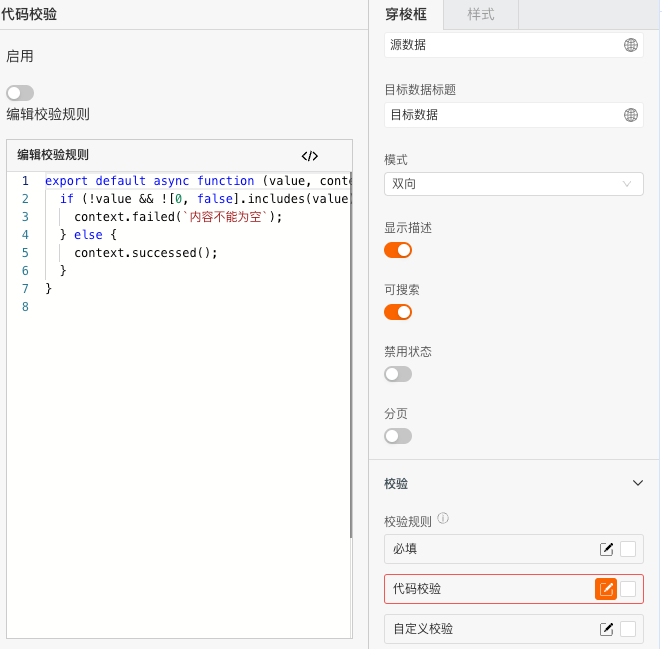 代码校验
启用
编辑校验规则
编辑校验规则 </>
1 export default async function (value, conte
2 if (!value && ![0, false].includes(value
3 context.failed(`内容不能为空`);
4 } else {
5 context.successed();
6 }
7 }
8
穿梭框 样式
源数据
目标数据标题
目标数据
模式
双向
显示描述
可搜索
禁用状态
分页
校验
校验规则
必填
代码校验
自定义校验